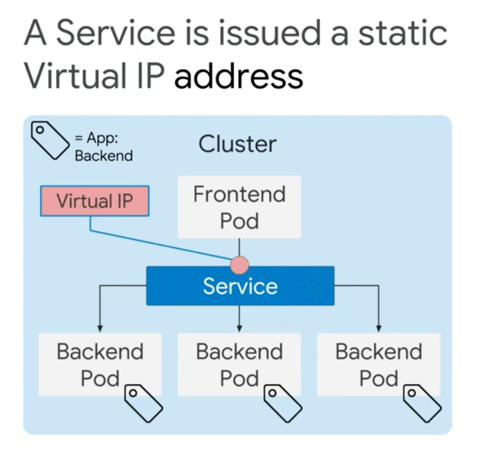 A Service is issued a static
Virtual IP address
= App:
Backend
Cluster
Virtual IP
Frontend
Pod
Service
Backend
Pod
Backend
Pod
Backend
Pod